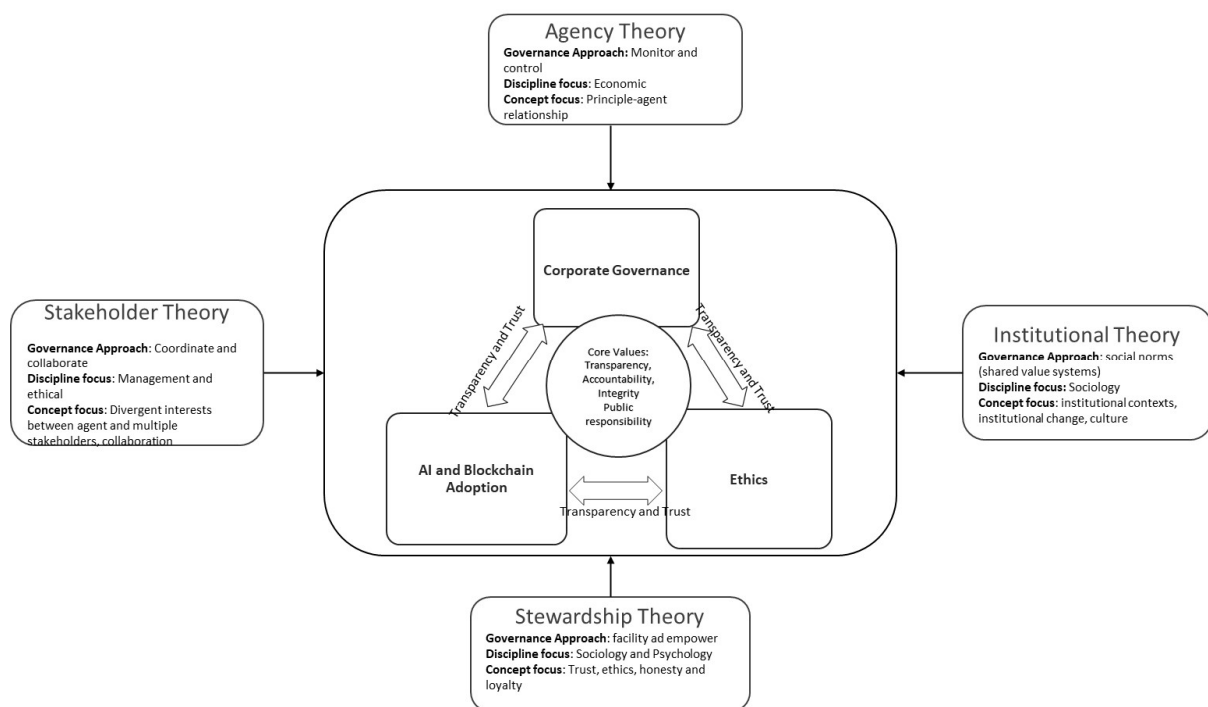 Agency Theory
Governance Approach: Monitor and
control
Discipline focus: Economic
Concept focus: Principle-agent
relationship
Corporate Governance
Stakeholder Theory
Governance Approach: Coordinate and
collaborate
Discipline focus: Management and
ethical
Concept focus: Divergent interests
between agent and multiple
stakeholders, collaboration
Transparency and Trust
Core Values:
Transparency,
Accountability,
Integrity
Public
responsibility
Transparency and Trust
Institutional Theory
Governance Approach: social norms
(shared value systems)
Discipline focus: Sociology
Concept focus: institutional contexts,
institutional change, culture
AI and Blockchain
Adoption
Ethics
Transparency and Trust
Stewardship Theory
Governance Approach: facility ad empower
Discipline focus: Sociology and Psychology
Concept focus: Trust, ethics, honesty and
loyalty